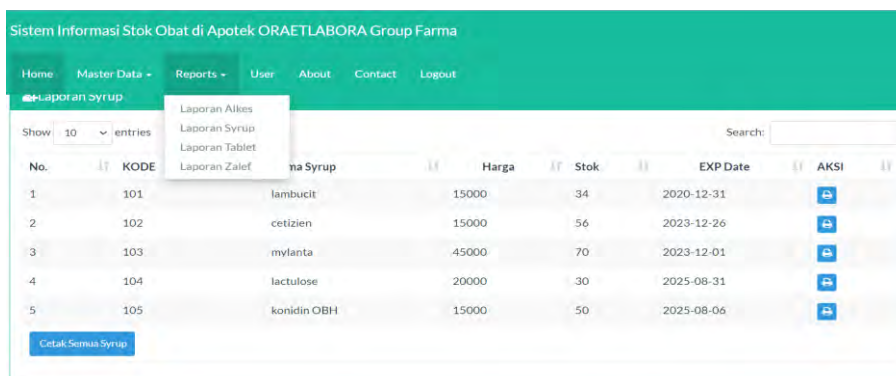 Sistem Informasi Stok Obat di Apotek ORAETLABORA Group Farma
Home Master Data Reports User About Contact Logout
Laporan Syrup
Laporan Alkes
Laporan Syrup
Laporan Tablet
Laporan Zalef
Show 10 entries Search:
No. KODE ma Syrup Harga Stok EXP Date AKSI
1 101 lambucit 15000 34 2020-12-31
2 102 cetizien 15000 56 2023-12-26
3 103 mylanta 45000 70 2023-12-01
4 104 lactulose 20000 30 2025-08-31
5 105 konidin OBH 15000 50 2025-08-06
Cetak Semua Syrup